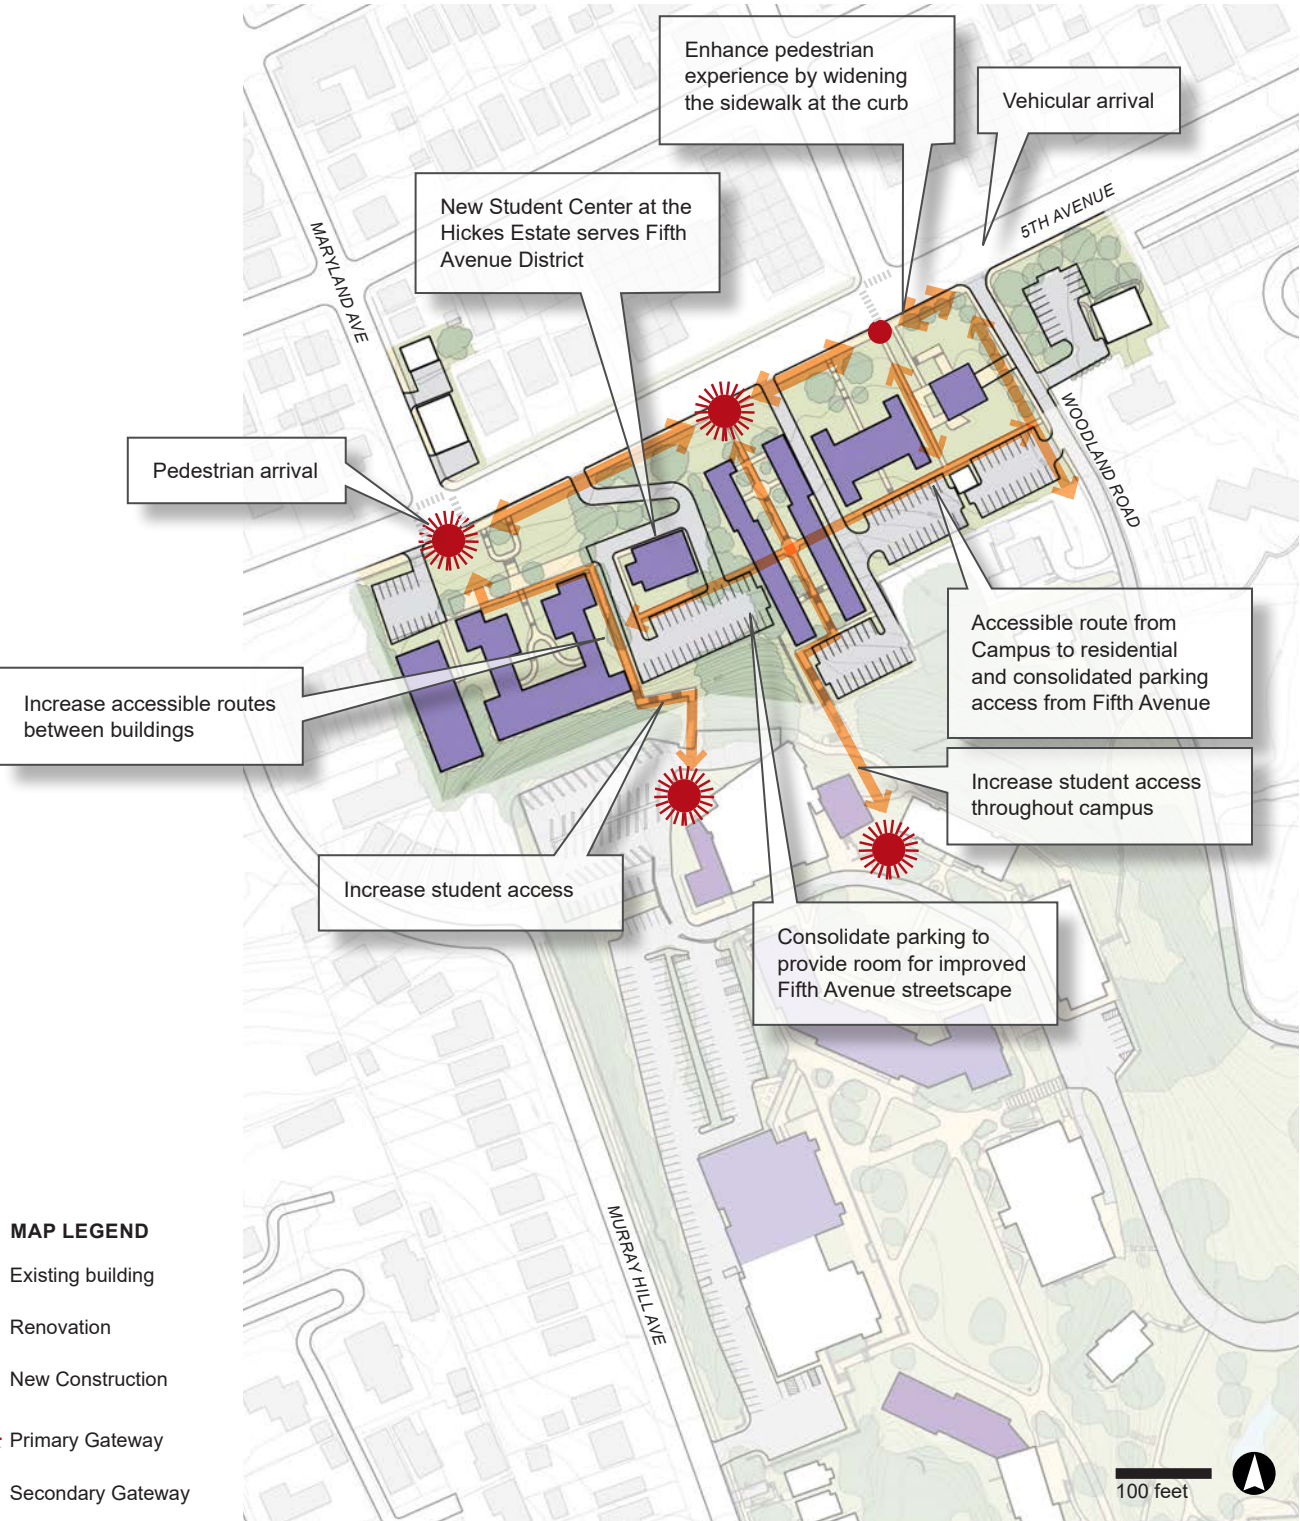 Enhance pedestrian
experience by widening
the sidewalk at the curb
Vehicular arrival
New Student Center at the
Hickes Estate serves Fifth
Avenue District
5TH AVENUE
MARYLAND AVE
Pedestrian arrival
WOODLAND ROAD
Accessible route from
Campus to residential
and consolidated parking
access from Fifth Avenue
Increase accessible routes
between buildings
Increase student access
throughout campus
Increase student access
Consolidate parking to
provide room for improved
Fifth Avenue streetscape
MURRAY HILL AVE
MAP LEGEND
Existing building
Renovation
New Construction
Primary Gateway
Secondary Gateway
100 feet